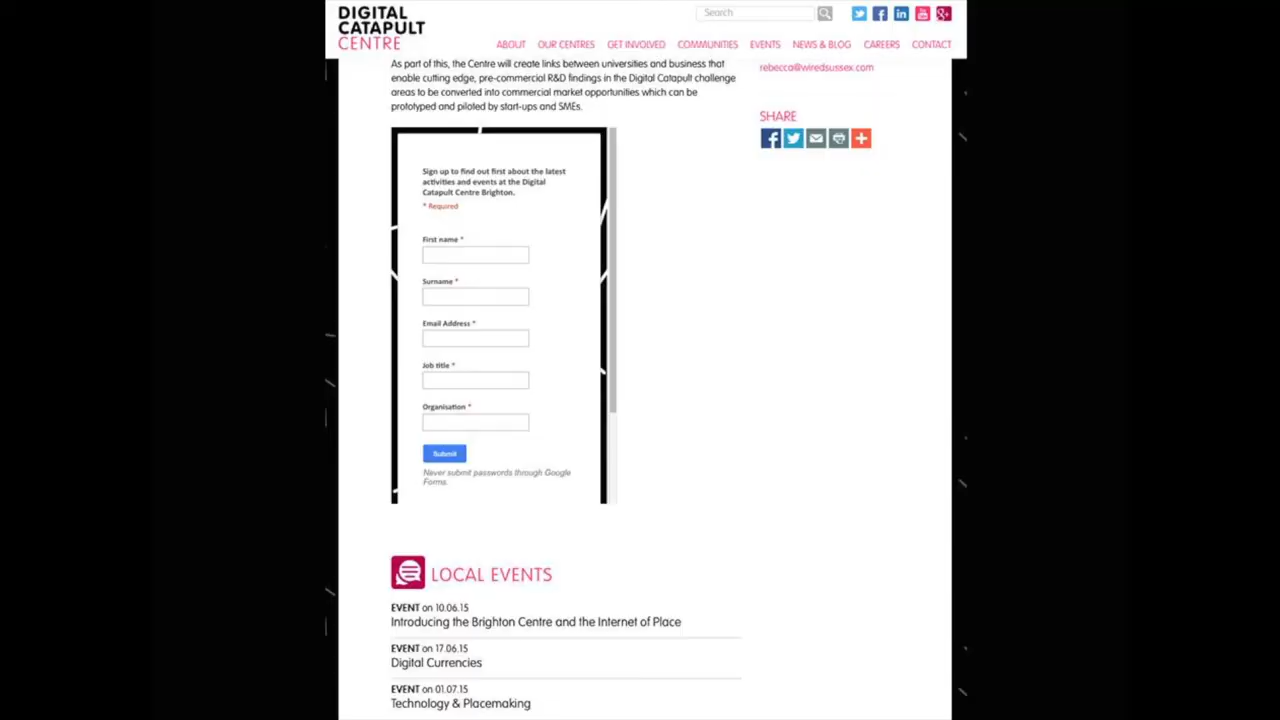 DIGITAL
CATAPULT
CENTRE
Search
ABOUT OUR CENTRES GET INVOLVED COMMUNITIES EVENTS NEWS & BLOG CAREERS CONTACT
As part of this, the Centre will create links between universities and business that
enable cutting edge, pre-commercial R&D findings in the Digital Catapult challenge
areas to be converted into commercial market opportunities which can be
prototyped and piloted by start-ups and SMEs.
rebecca@wiredsussex.com
SHARE
Sign up to find out first about the latest
activities and events at the Digital
Catapult Centre Brighton.
* Required
First name *
Surname *
Email Address *
Job title *
Organisation *
Submit
Never submit passwords through Google
Forms.
LOCAL EVENTS
EVENT on 10.06.15
Introducing the Brighton Centre and the Internet of Place
EVENT on 17.06.15
Digital Currencies
EVENT on 01.07.15
Technology & Placemaking